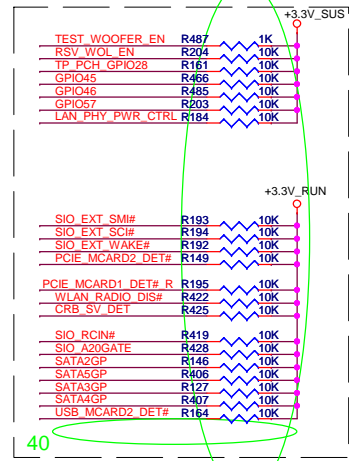 +3.3V_SUS
TEST_WOOFER_EN R487 1K
RSV_WOL_EN R204 10K
TP_PCH_GPIO28 R161 10K
GPIO45 R466 10K
GPIO46 R485 10K
GPIO57 R203 10K
LAN_PHY_PWR_CTRL R184 10K
+3.3V_RUN
SIO_EXT_SMI# R193 10K
SIO_EXT_SCI# R194 10K
SIO_EXT_WAKE# R192 10K
PCIE_MCARD2_DET# R149 10K
PCIE_MCARD1_DET#_R R195 10K
WLAN_RADIO_DIS# R422 10K
CRB_SV_DET R425 10K
SIO_RCIN# R419 10K
SIO_A20GATE R428 10K
SATA2GP R146 10K
SATA5GP R406 10K
SATA3GP R127 10K
SATA4GP R407 10K
USB_MCARD2_DET# R164 10K
40